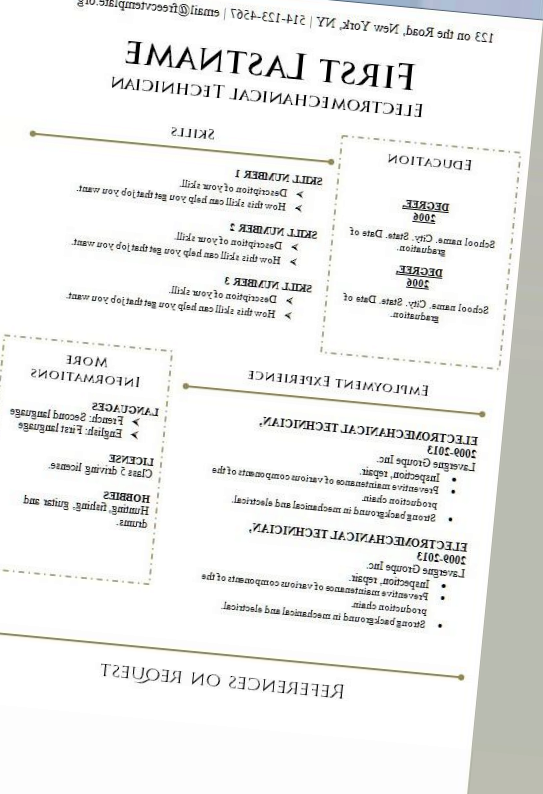 123 on the Road, New York, NY | 514-123-4567 | email@freecvtemplate.org
FIRST LASTNAME
ELECTROMECHANICAL TECHNICIAN
EDUCATION
DEGREE,
2006
School name. City. State. Date of
graduation.
DEGREE,
2006
School name. City. State. Date of
graduation.
SKILLS
SKILL NUMBER 1
➢ Description of your skill.
➢ How this skill can help you get that job you want.
SKILL NUMBER 2
➢ Description of your skill.
➢ How this skill can help you get that job you want.
SKILL NUMBER 3
➢ Description of your skill.
➢ How this skill can help you get that job you want.
EMPLOYMENT EXPERIENCE
ELECTROMECHANICAL TECHNICIAN,
2009-2013
Lavergne Groupe Inc.
• Inspection, repair.
• Preventive maintenance of various components of the
production chain.
• Strong background in mechanical and electrical.
ELECTROMECHANICAL TECHNICIAN,
2009-2013
Lavergne Groupe Inc.
• Inspection, repair.
• Preventive maintenance of various components of the
production chain.
• Strong background in mechanical and electrical.
MORE
INFORMATIONS
LANGUAGES
➢ French: Second language
➢ English: First language
LICENSE
Class 5 driving license.
HOBBIES
Hunting, fishing, guitar and
drums.
REFERENCES ON REQUEST